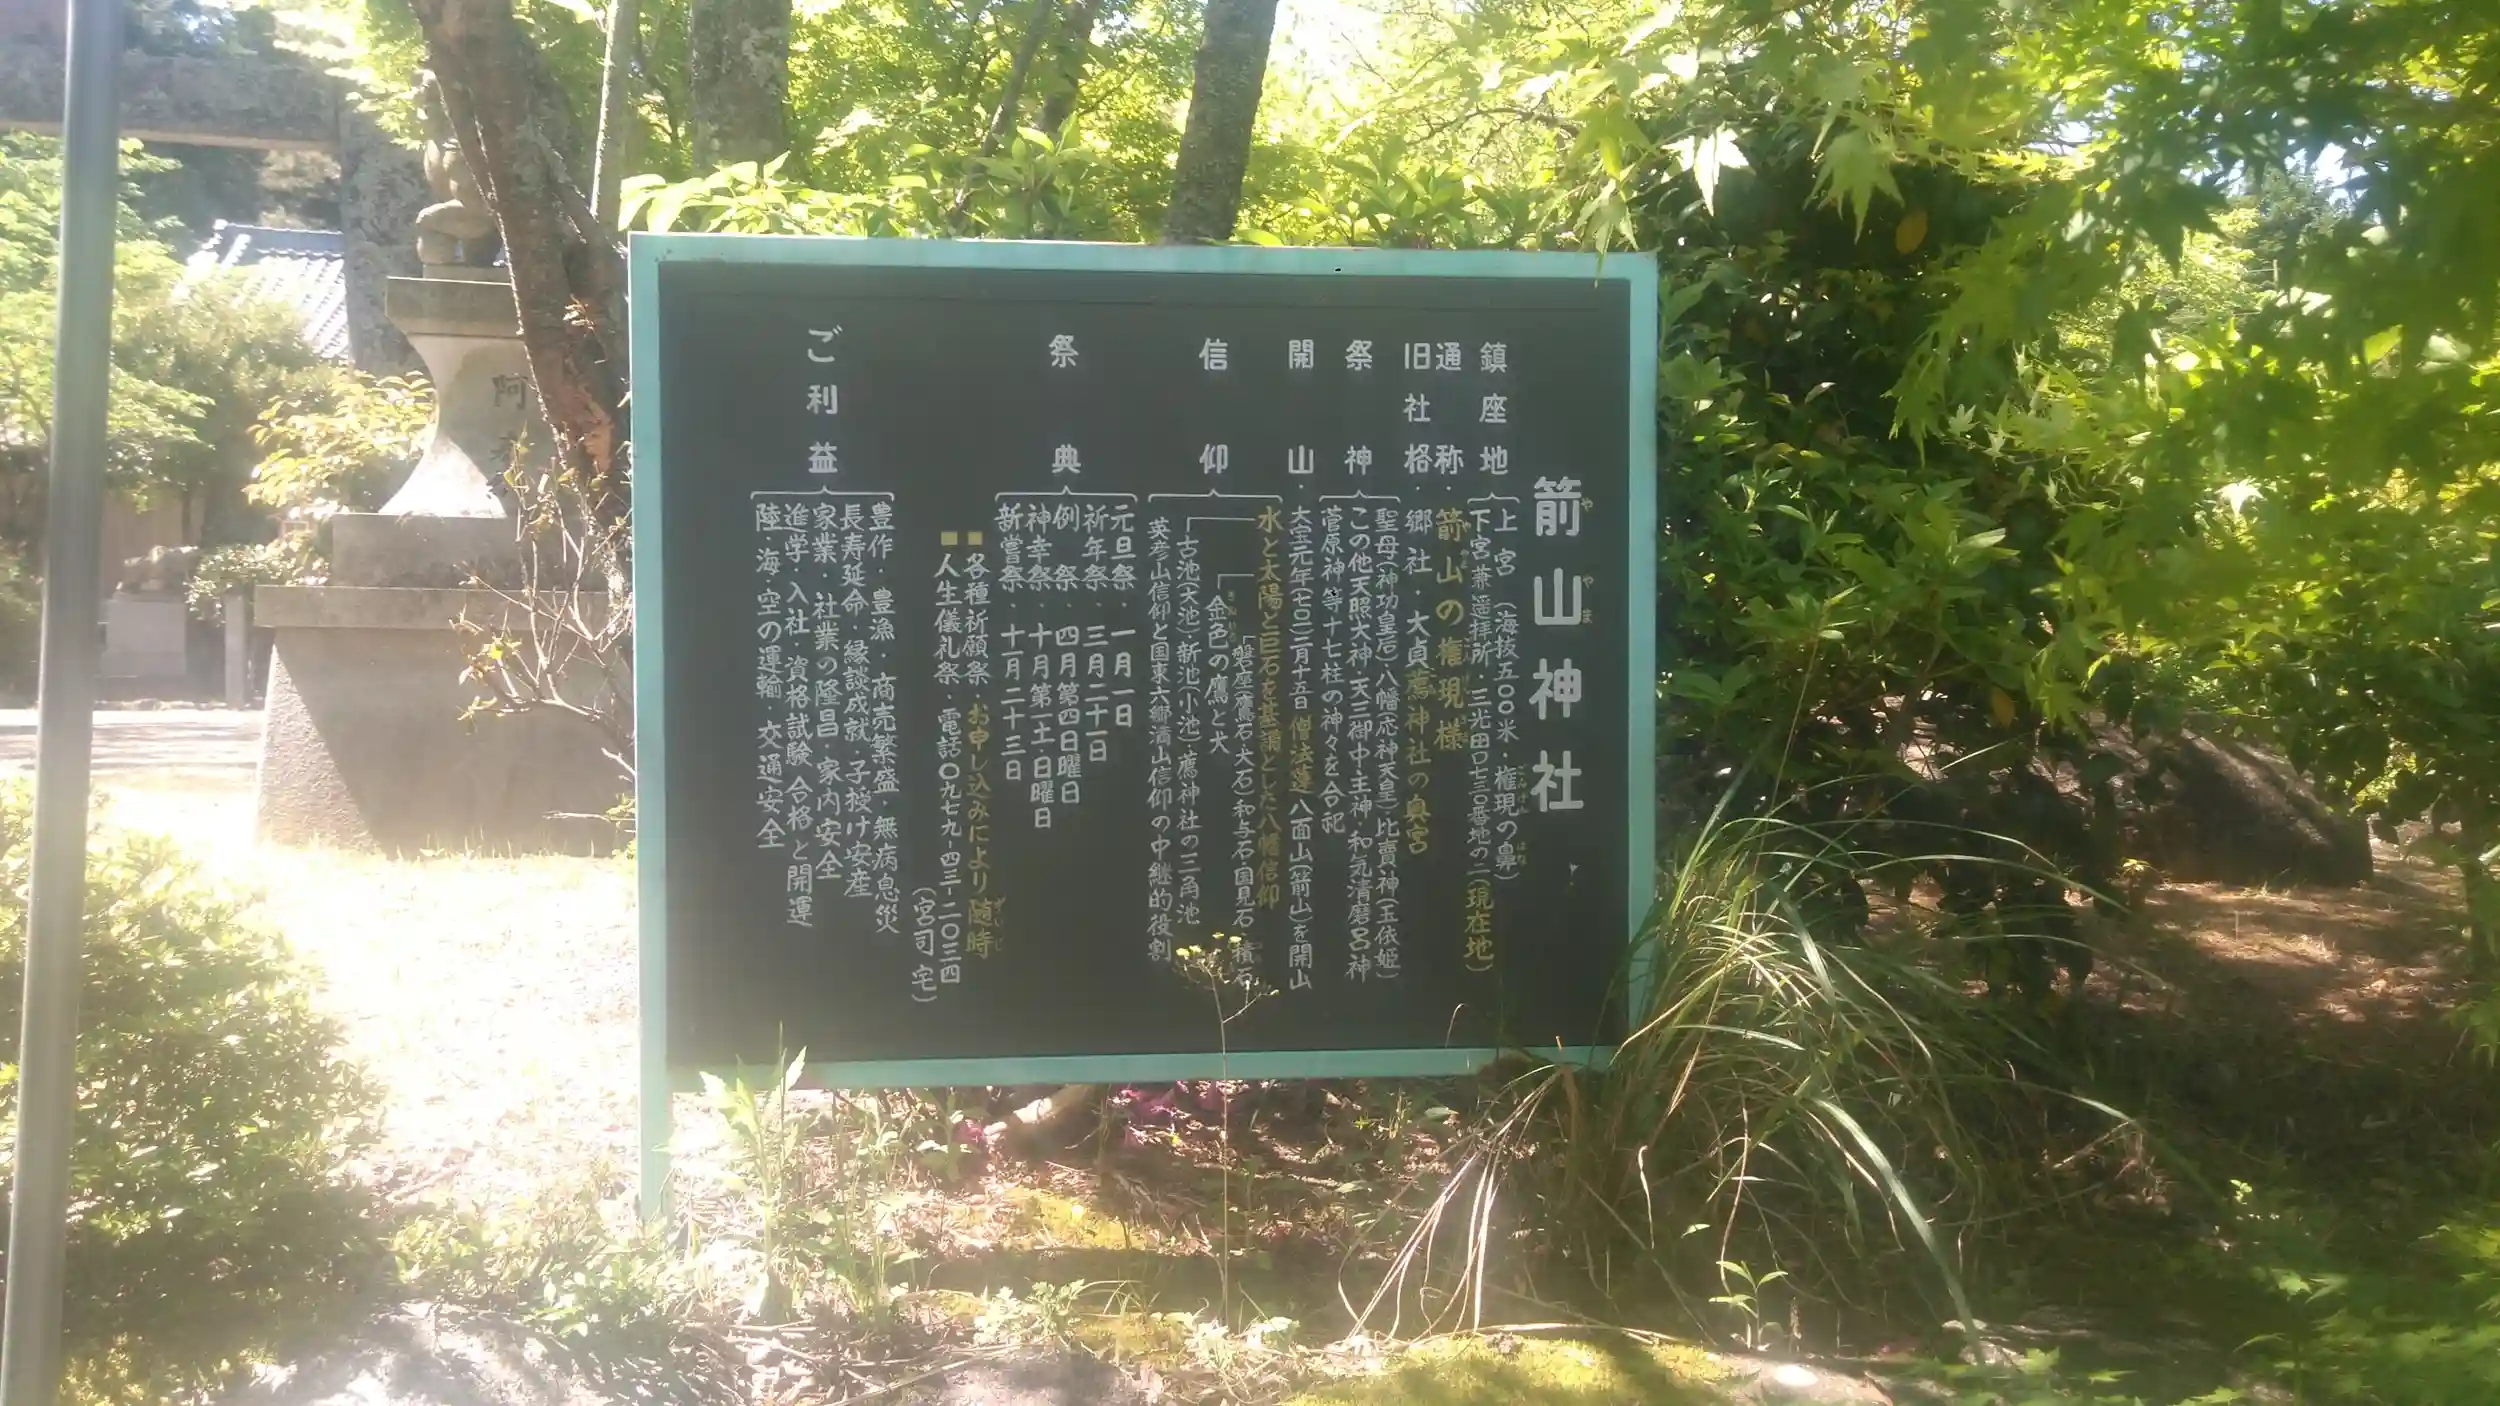 箭山神社
や
や ま
鎮座地
上宮 (海抜五〇〇米・権現の鼻)
ごんげん はな
下宮兼遥拝所・三光田口七三〇番地の二(現在地)
通称・箭山の権現様
旧社格・郷社・大貞薦神社の奥宮
祭神
聖母(神功皇后)・八幡(応神天皇)・比賣神(玉依姫)
この他天照大神・天三御中主神・和気清磨呂神
菅原神等十七柱の神々を合祀
開山・大宝元年(七〇一)三月十五日僧法蓮八面山(箭山)を開山
信仰
水と太陽と巨石を基調とした八幡信仰
磐座(鷹石・大石)和与石・国見石・積石
金色の鷹と犬
古池(大池)・新池(小池)・薦神社の三角池
英彦山信仰と国東六郷満山信仰の中継的役割
祭典
元旦祭・一月一日
祈年祭・三月二十一日
例祭・四月第四日曜日
神幸祭・十月第一土・日曜日
新嘗祭・十一月二十三日
■各種祈願祭・お申し込みにより随時
ずいじ
■人生儀礼祭・電話〇九七九-四三-二〇三四
(宮司宅)
ご利益
豊作・豊漁・商売繁盛・無病息災
長寿延命・縁談成就・子授け安産
家業・社業の隆昌・家内安全
進学・入社・資格試験合格と開運
陸・海・空の運輸・交通安全
阿